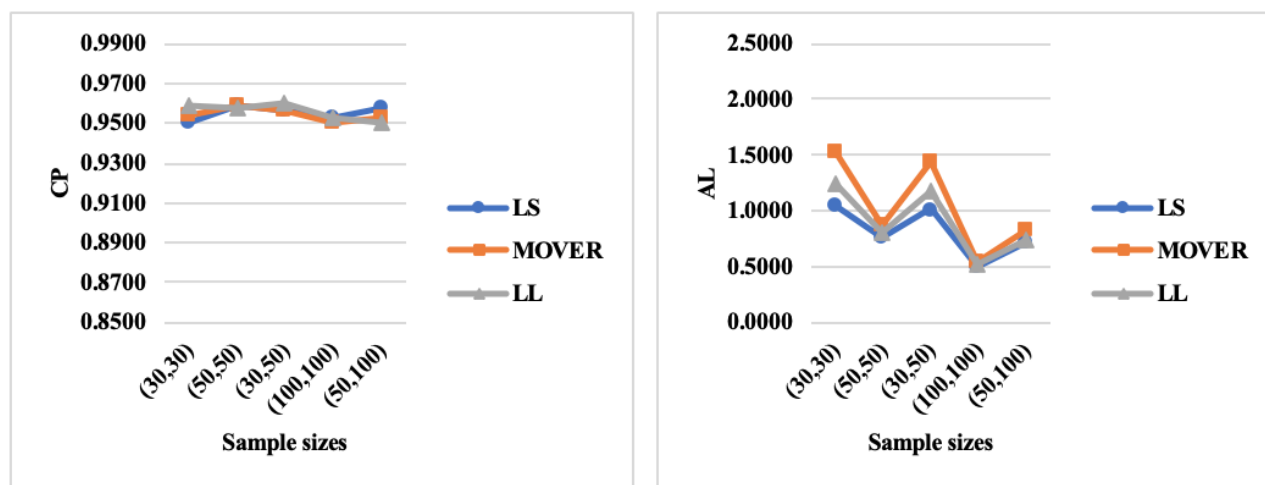 0.9900
0.9700
0.9500
0.9300
0.9100
0.8900
0.8700
0.8500
CP
(30,30)
(50,50)
(30,50)
(100,100)
(50,100)
Sample sizes
LS
MOVER
LL
2.5000
2.0000
1.5000
1.0000
0.5000
0.0000
AL
(30,30)
(50,50)
(30,50)
(100,100)
(50,100)
Sample sizes
LS
MOVER
LL